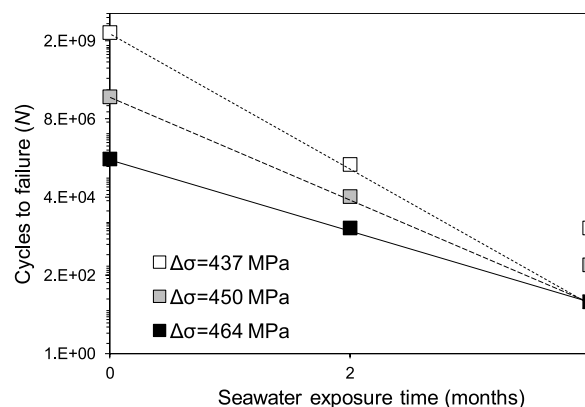 2.E+09
8.E+06
4.E+04
2.E+02
1.E+00
Cycles to failure (N)
Δσ=437 MPa
Δσ=450 MPa
Δσ=464 MPa
0
2
Seawater exposure time (months)